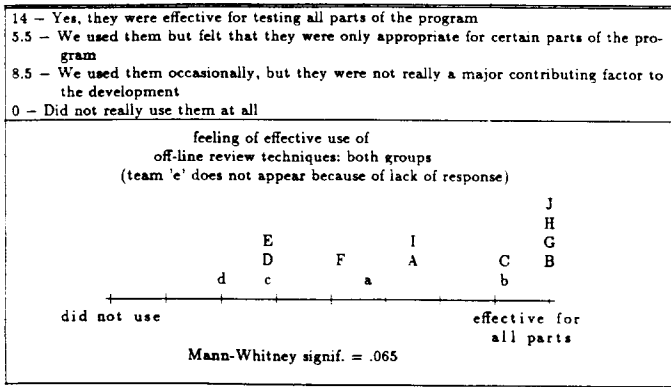 14 – Yes, they were effective for testing all parts of the program
5.5 – We used them but felt that they were only appropriate for certain parts of the pro-
gram
8.5 – We used them occasionally, but they were not really a major contributing factor to
the development
0 – Did not really use them at all
feeling of effective use of
off-line review techniques: both groups
(team 'e' does not appear because of lack of response)
J
H
E I G
D F A C B
d c a b
did not use effective for
all parts
Mann-Whitney signif. = .065